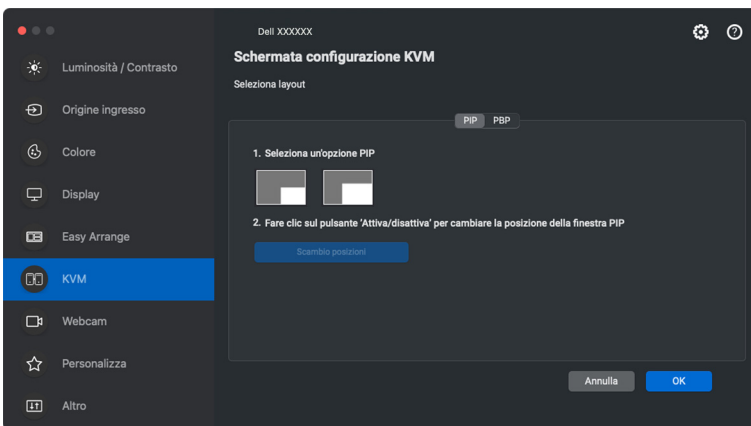 Dell XXXXXX
Schermata configurazione KVM
Seleziona layout
Luminosità / Contrasto
Origine ingresso
Colore
Display
Easy Arrange
KVM
Webcam
Personalizza
Altro
PIP PBP
1. Seleziona un'opzione PIP
2. Fare clic sul pulsante ‘Attiva/disattiva’ per cambiare la posizione della finestra PIP
Scambio posizioni
Annulla OK